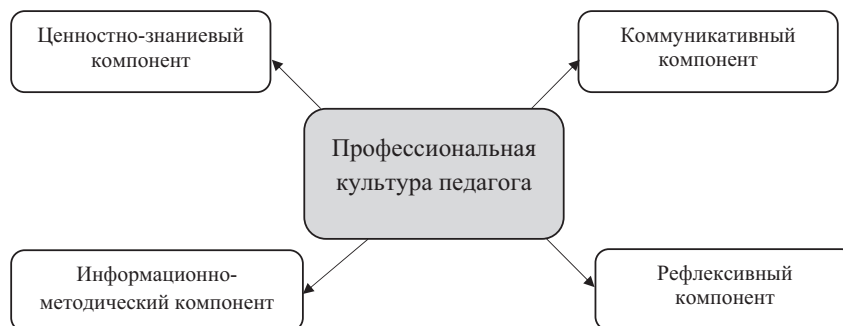 Ценностно-знаниевый
компонент
Коммуникативный
компонент
Профессиональная
культура педагога
Информационно-
методический компонент
Рефлексивный
компонент